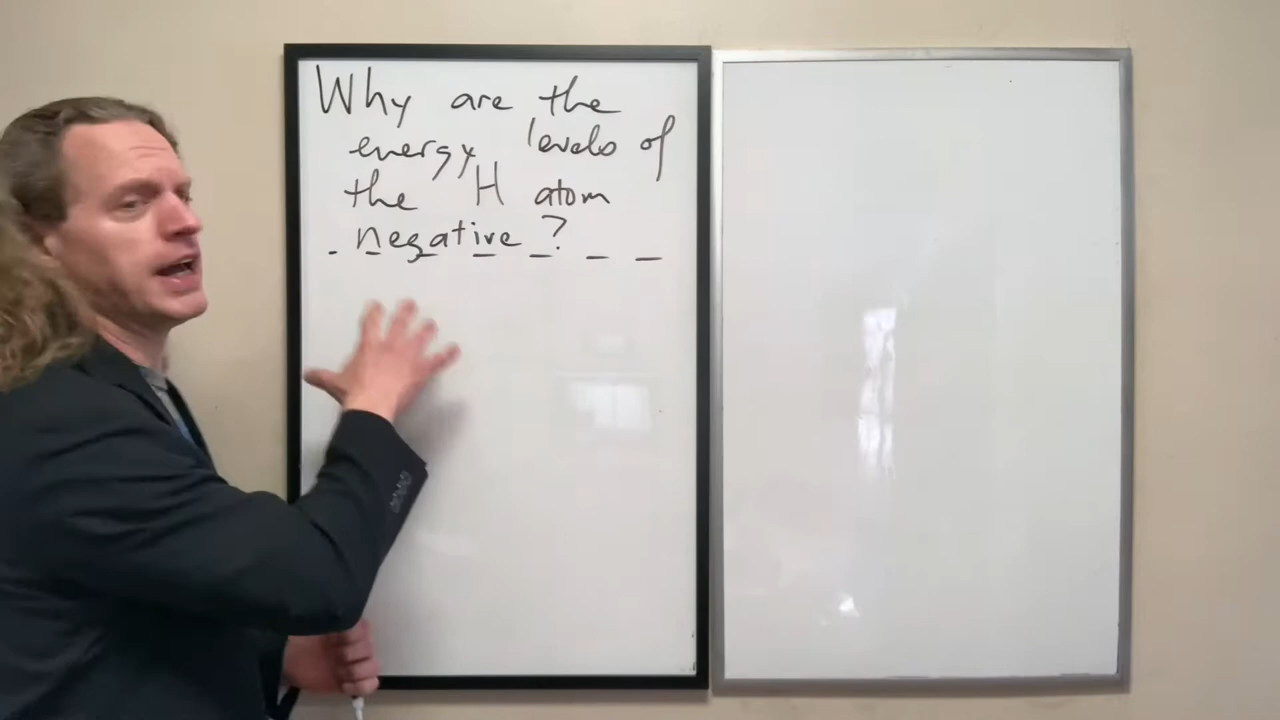 Why are the
energy levels of
the H atom
negative ?